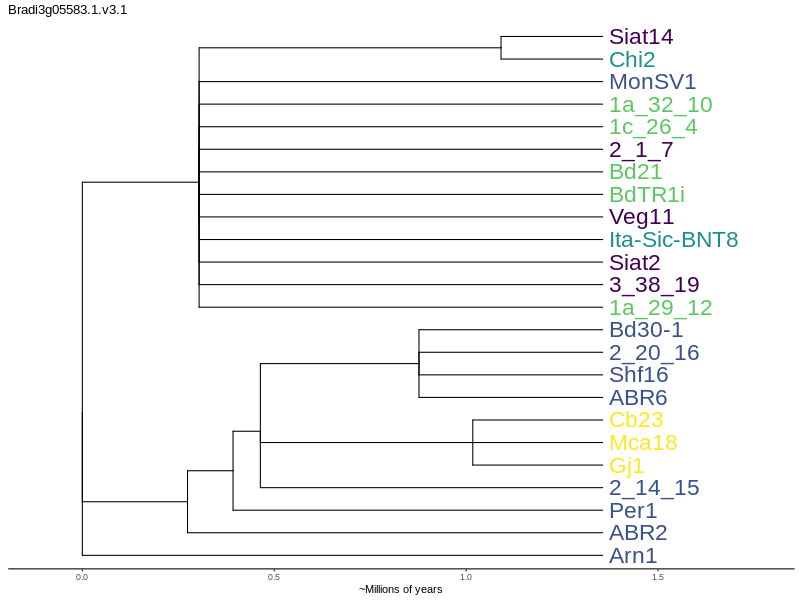 Bradi3g05583.1.v3.1
Siat14
Chi2
MonSV1
1a_32_10
1c_26_4
2_1_7
Bd21
BdTR1i
Veg11
Ita-Sic-BNT8
Siat2
3_38_19
1a_29_12
Bd30-1
2_20_16
Shf16
ABR6
Cb23
Mca18
Gj1
2_14_15
Per1
ABR2
Arn1
0.0 0.5 1.0 1.5
~Millions of years